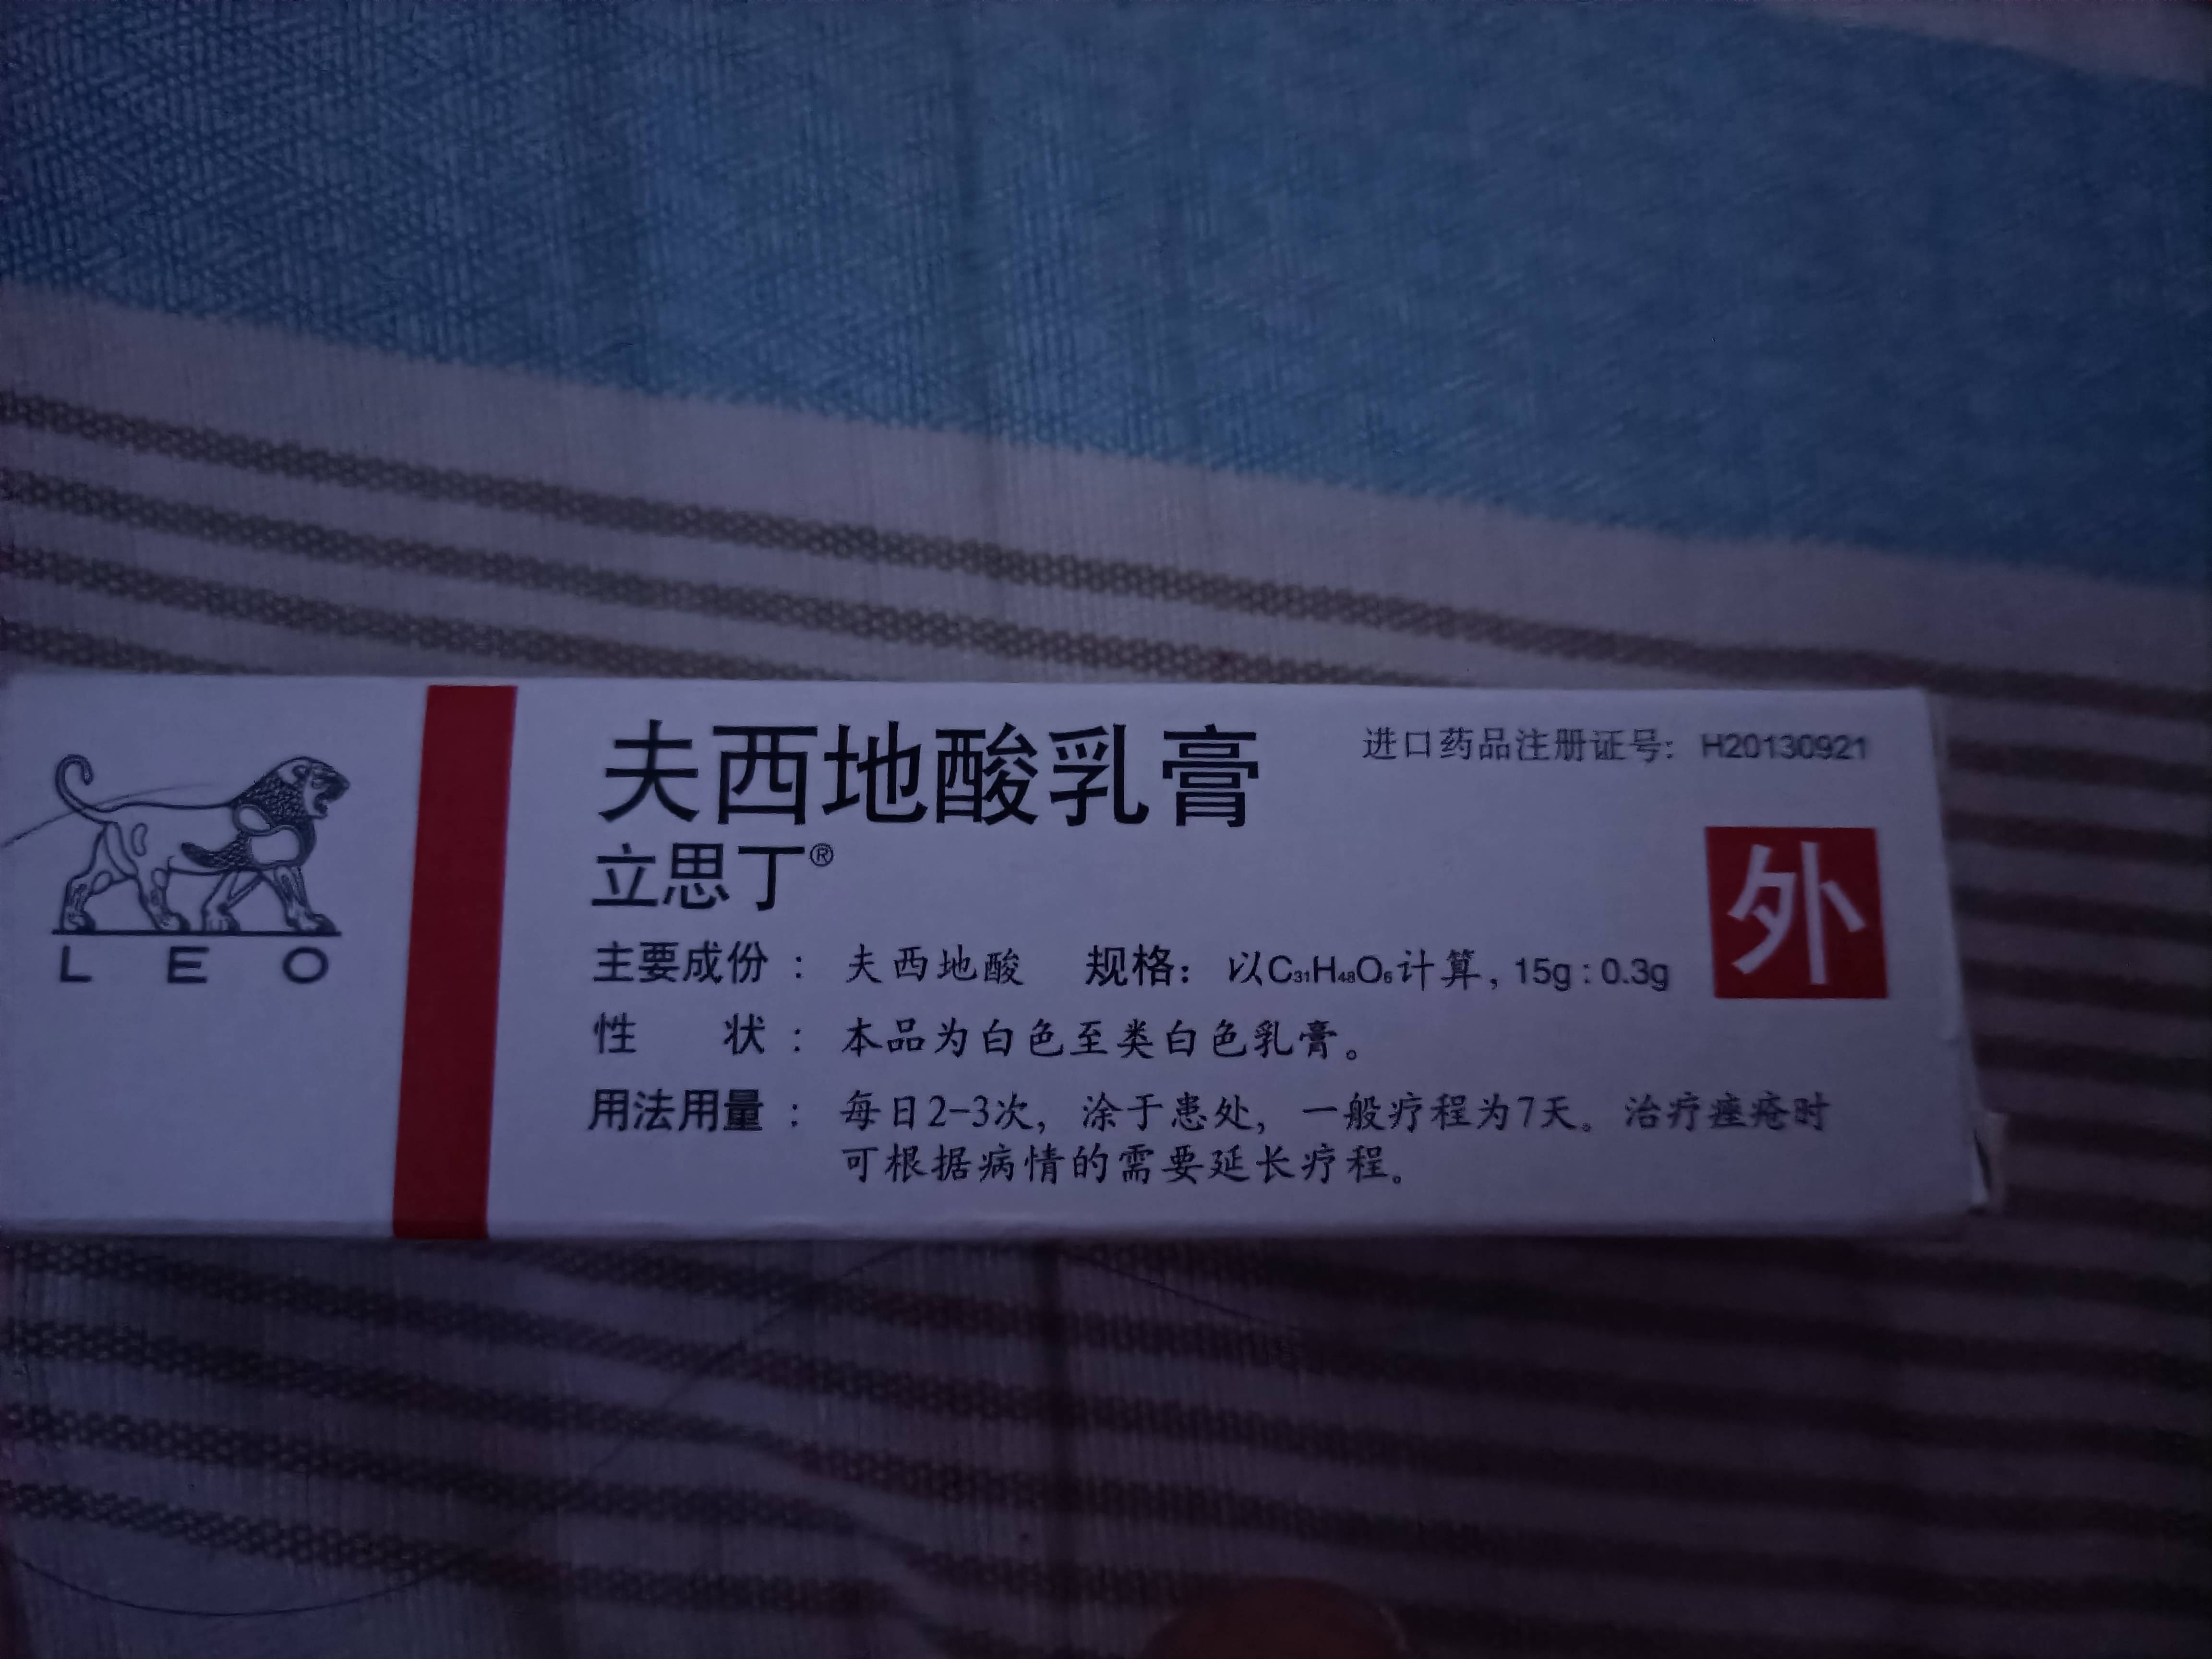 夫西地酸乳膏
进口药品注册证号: H20130921
立思丁®
外
LEO
主要成份: 夫西地酸 规格: 以C₃₁H₄₈O₆计算, 15g:0.3g
性 状: 本品为白色至类白色乳膏。
用法用量: 每日2-3次, 涂于患处, 一般疗程为7天。治疗痤疮时
可根据病情的需要延长疗程。